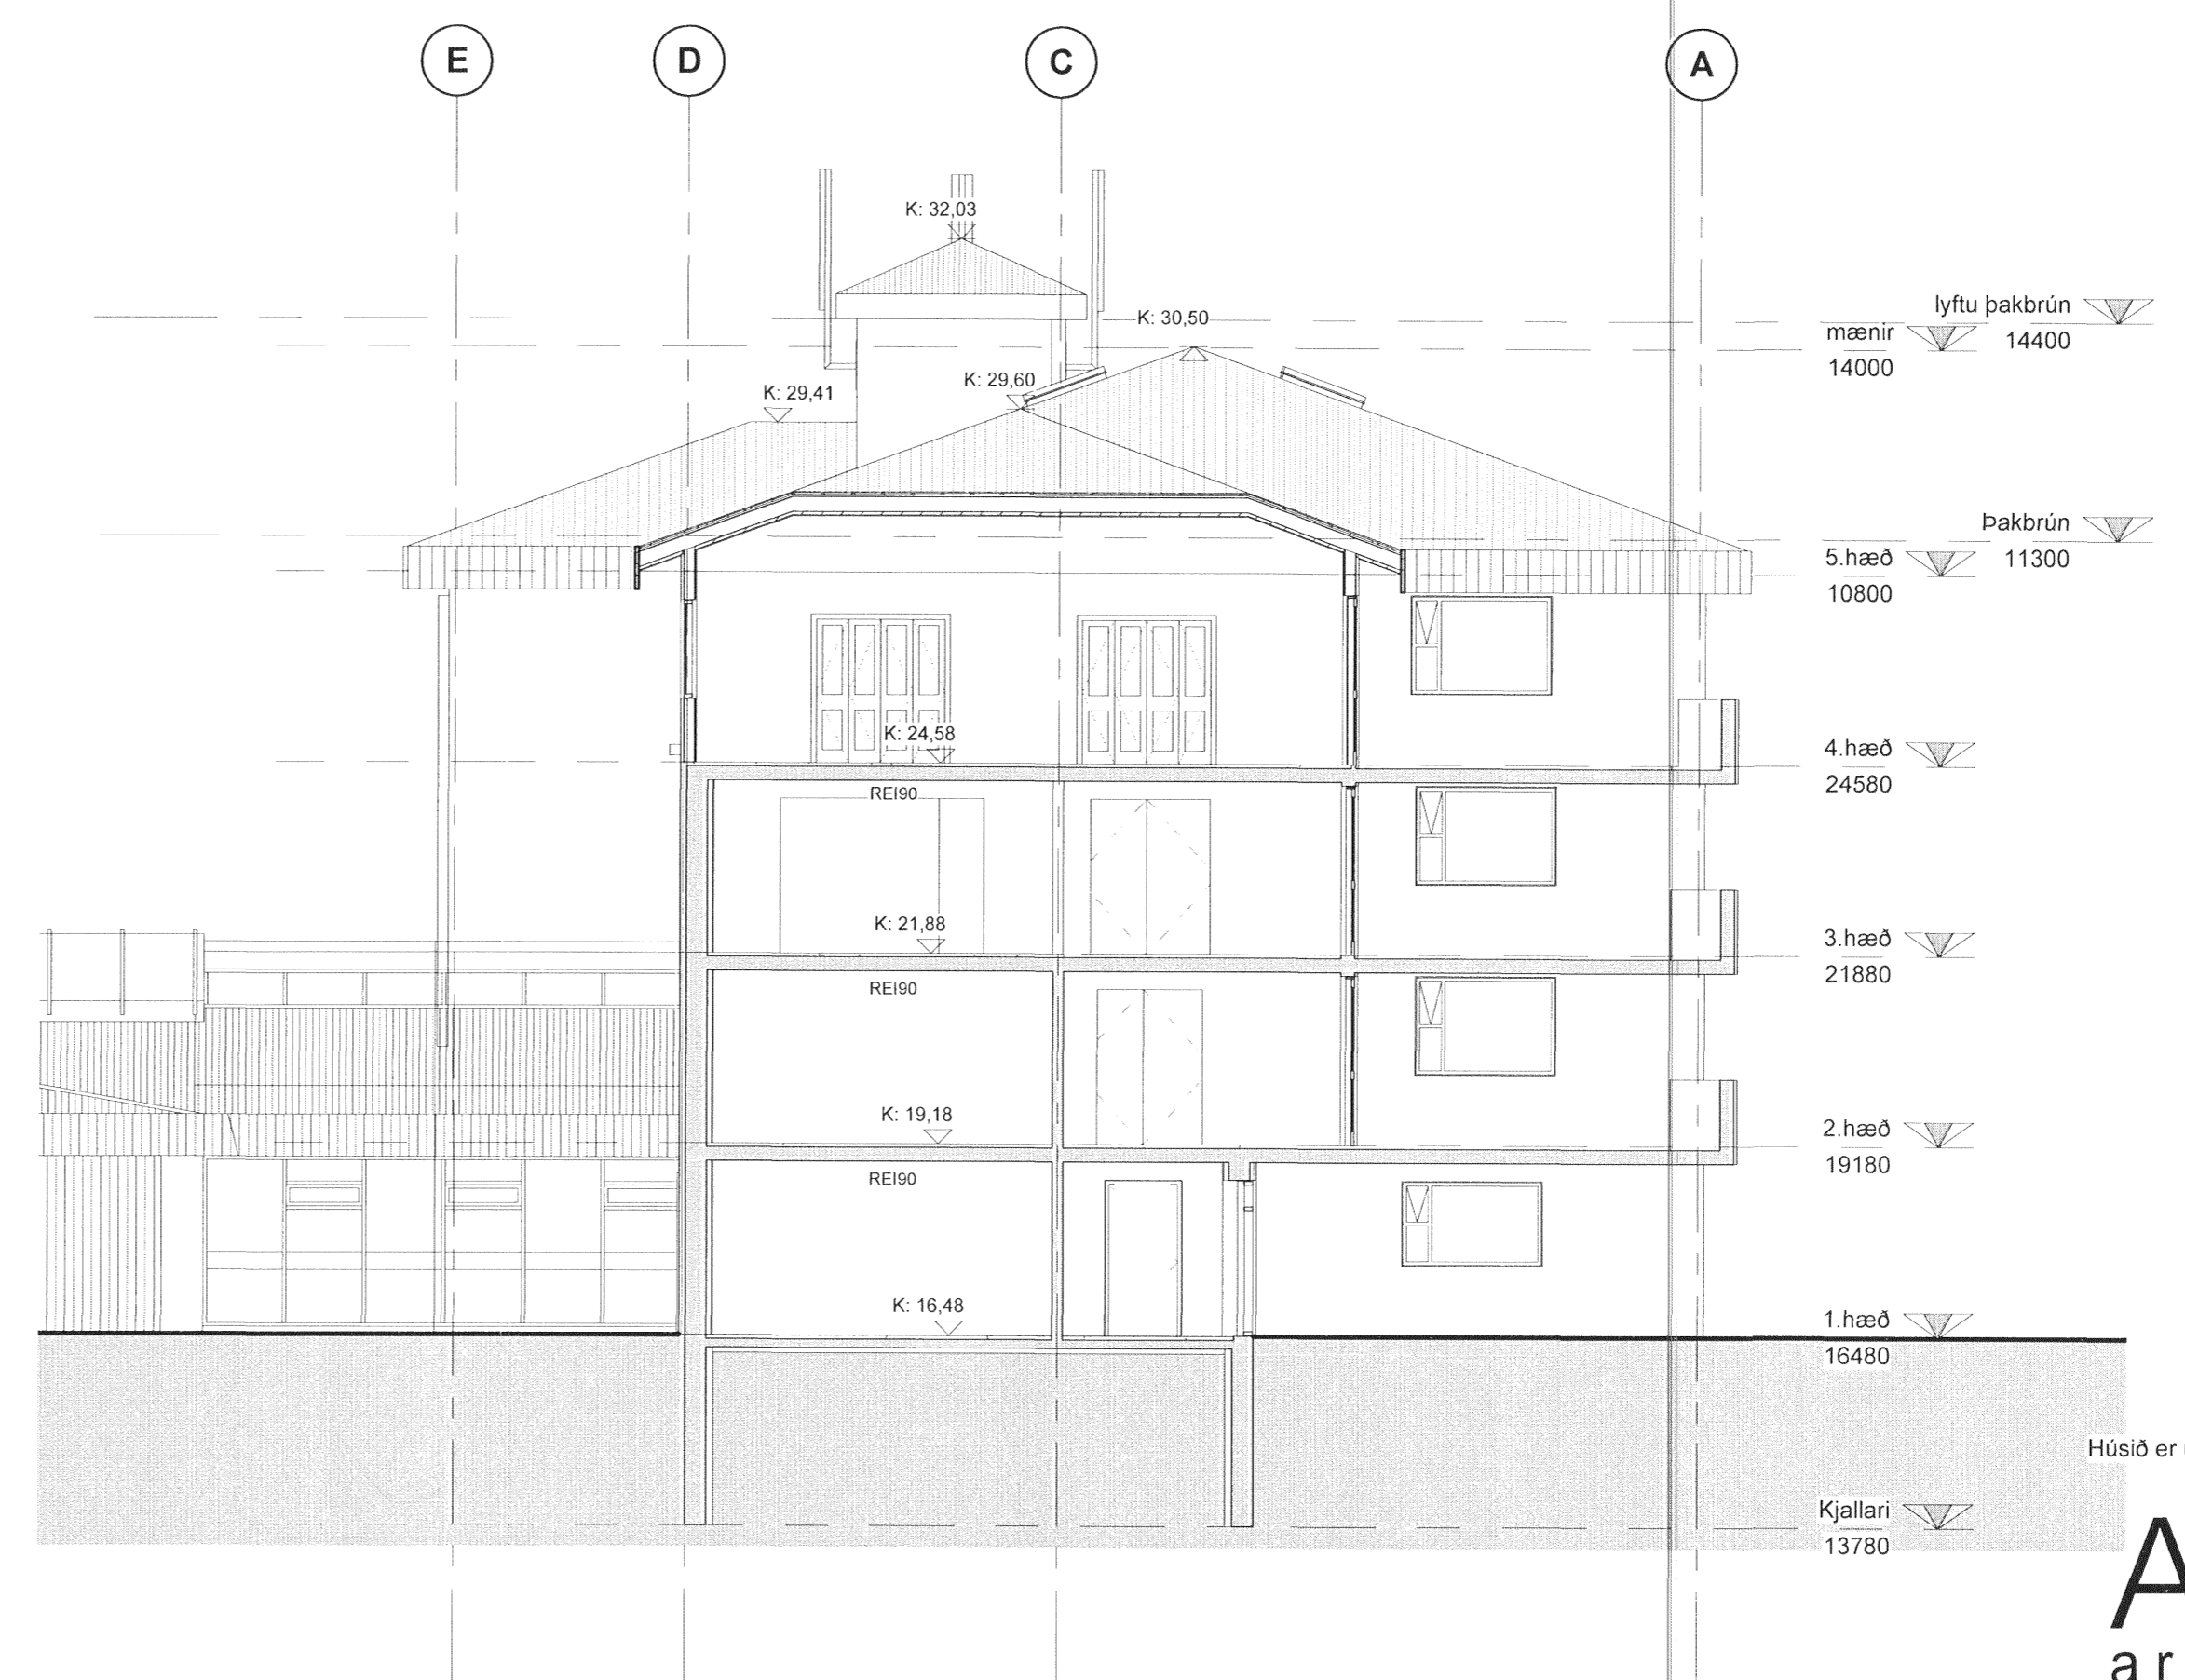 E D C A
K: 32,03
K: 30,50
lyftu þakbrún
14400
mænir
14000
K: 29,60
K: 29,41
Þakbrún
11300
5.hæð
10800
K: 24,58
4.hæð
24580
REI90
K: 21,88
3.hæð
21880
REI90
K: 19,18
2.hæð
19180
REI90
K: 16,48
1.hæð
16480
Húsið er
Kjallari
13780
A
ar